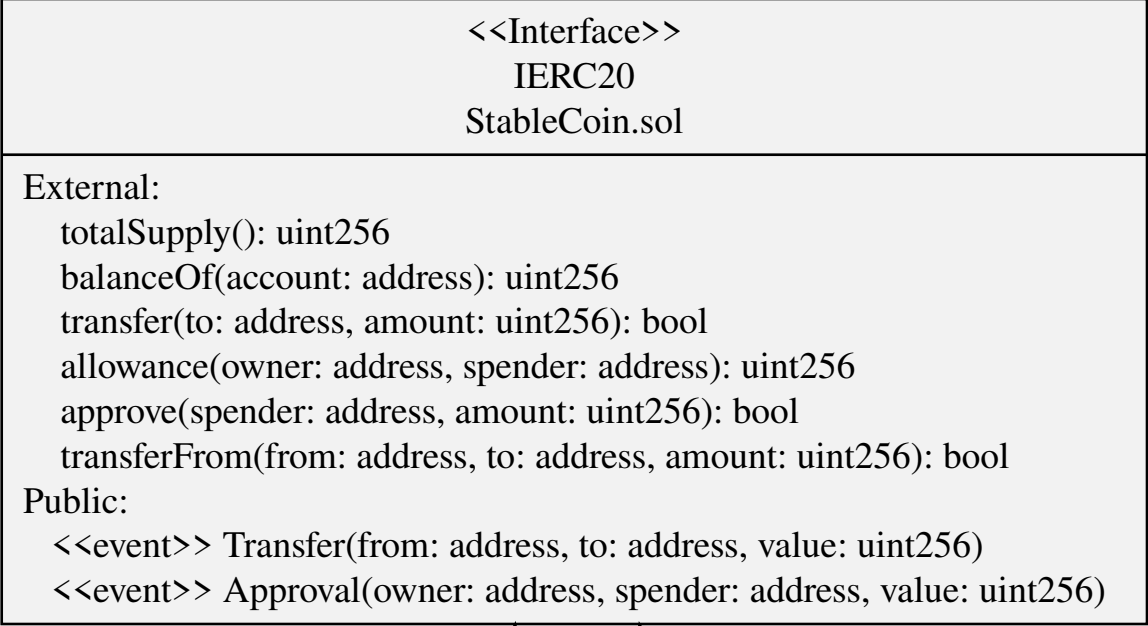 <<Interface>>
IERC20
StableCoin.sol
External:
totalSupply(): uint256
balanceOf(account: address): uint256
transfer(to: address, amount: uint256): bool
allowance(owner: address, spender: address): uint256
approve(spender: address, amount: uint256): bool
transferFrom(from: address, to: address, amount: uint256): bool
Public:
<<event>> Transfer(from: address, to: address, value: uint256)
<<event>> Approval(owner: address, spender: address, value: uint256)